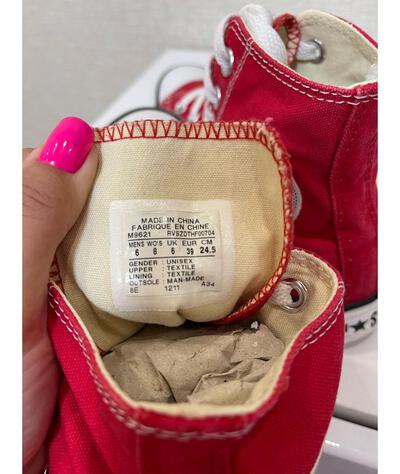 MADE IN CHINA
FABRIQUE EN CHINE
M9621 RVSZDTHF00704
MENS WO'S UK EUR CM
6 8 6 39 24.5
GENDER : UNISEX
UPPER : TEXTILE
LINING : TEXTILE
OUTSOLE : MAN-MADE
8E 1211 A34